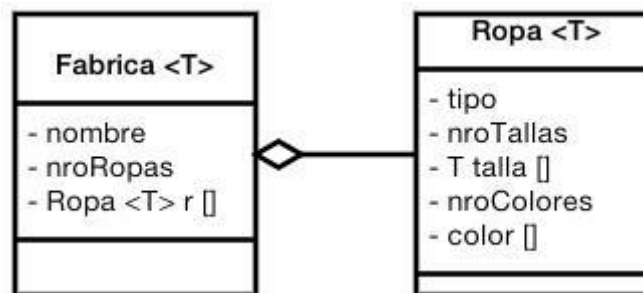 Fabrica <T>
- nombre
- nroRopas
- Ropa <T> r []
Ropa <T>
- tipo
- nroTallas
- T talla []
- nroColores
- color []